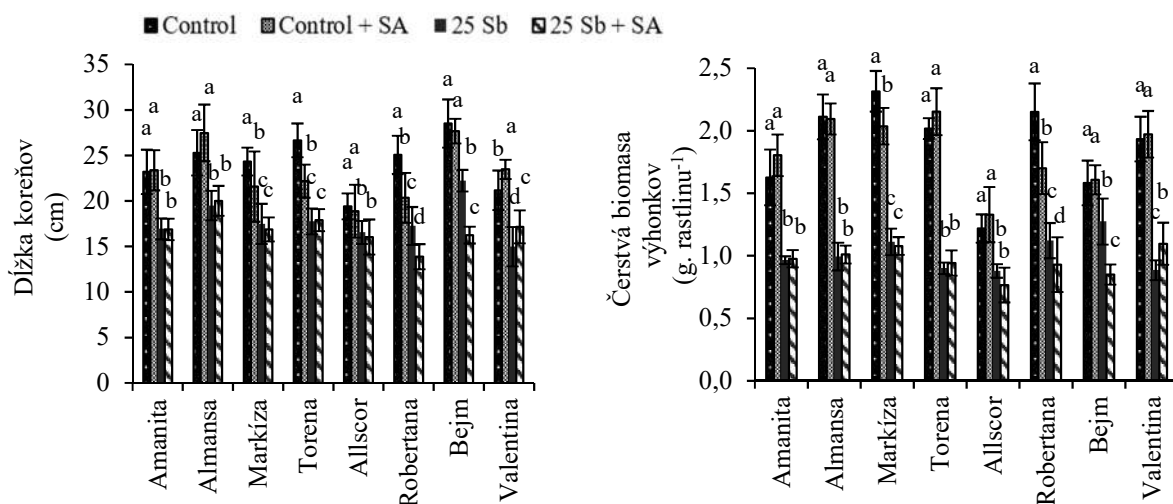 Control Control + SA 25 Sb 25 Sb + SA
Dĺžka koreňov
(cm)
35
30
25
20
15
10
5
0
a a b b
a a b b
a b c c
a b c c
a a b b
a b c d
a a b c
b a d c
Amanita
Almansa
Markíza
Torena
Allscor
Robertana
Bejm
Valentina
Čerstvá biomasa
výhonkov
(g. rastlinu⁻¹)
2,5
2,0
1,5
1,0
0,5
0,0
a a b b
a a b b
a b c c
a a b b
a a b b
a b c d
a a b c
a a c b
Amanita
Almansa
Markíza
Torena
Allscor
Robertana
Bejm
Valentina